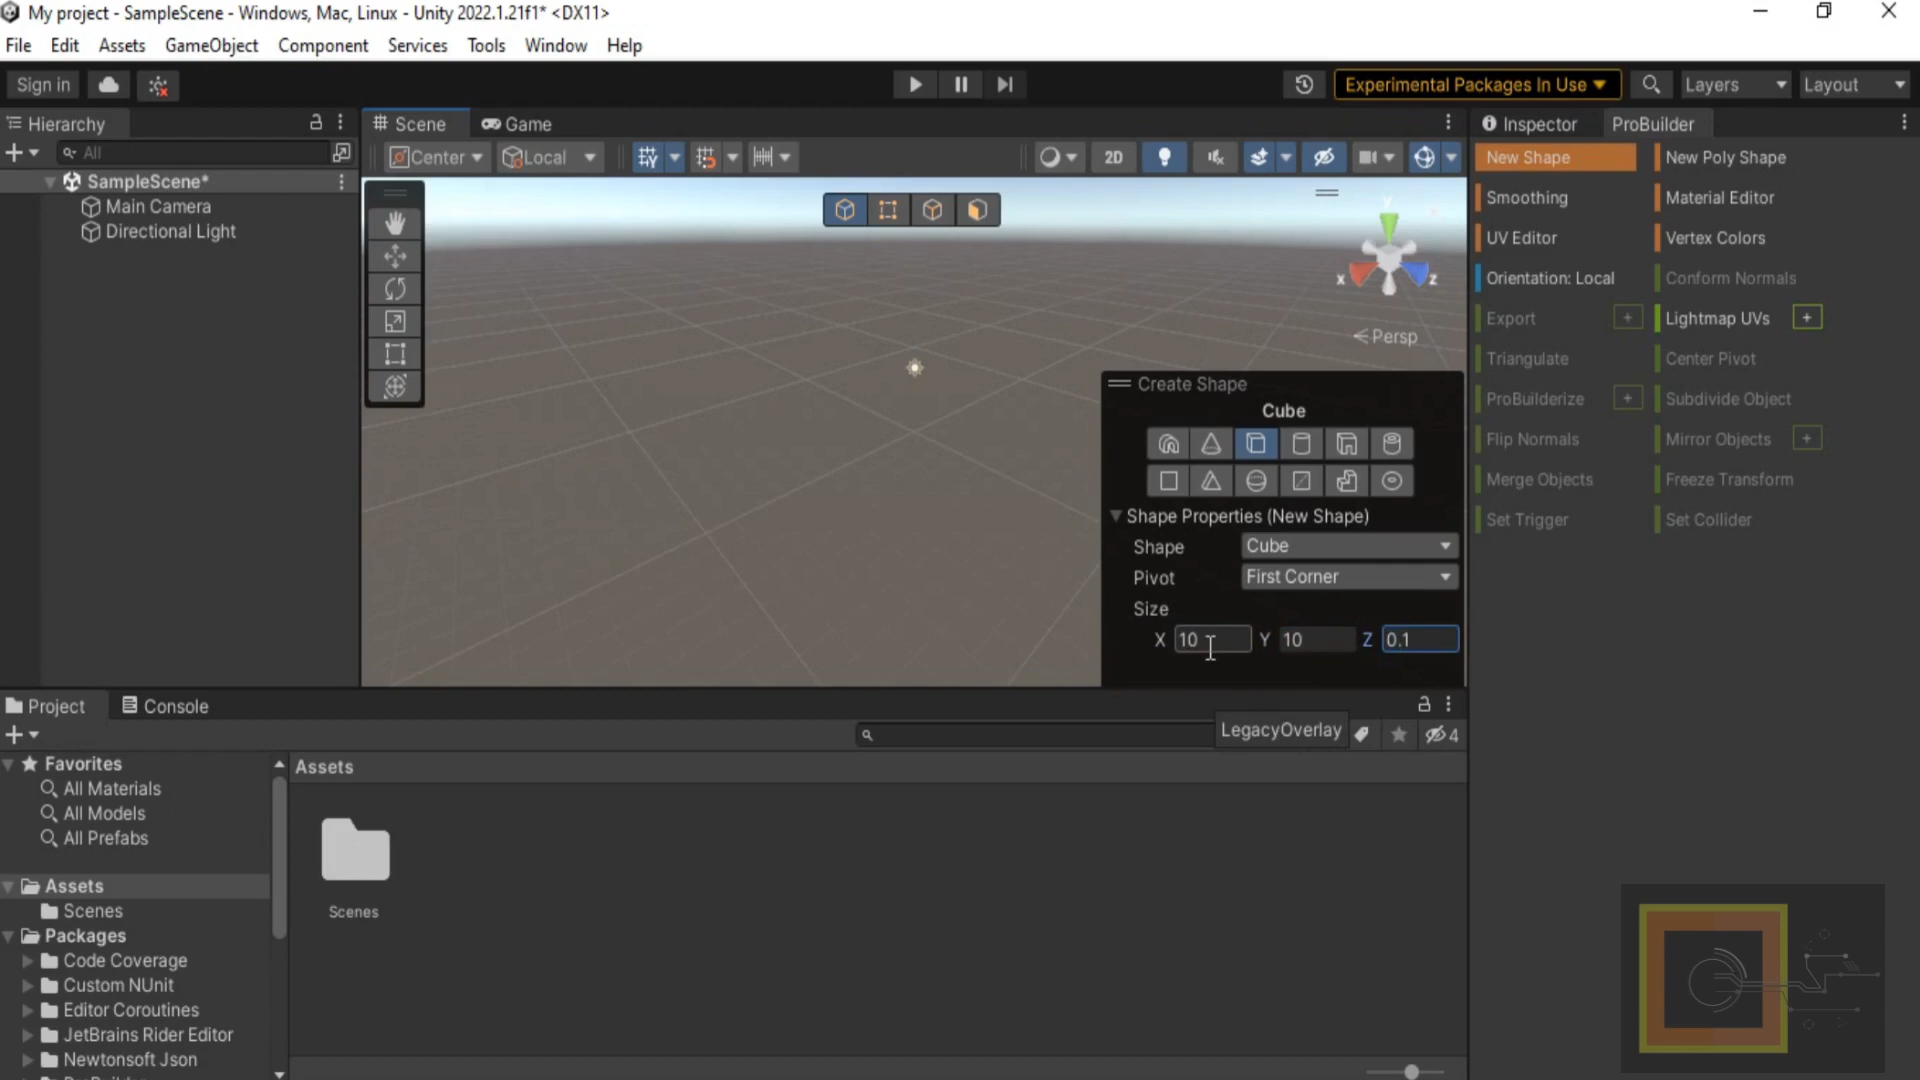 My project - SampleScene - Windows, Mac, Linux - Unity 2022.1.21f1* <DX11>
File Edit Assets GameObject Component Services Tools Window Help
Sign in
Experimental Packages In Use
Layers
Layout
Hierarchy
All
SampleScene*
Main Camera
Directional Light
Scene
Game
Center
Local
2D
y
x
z
Persp
Create Shape
Cube
Shape Properties (New Shape)
Shape Cube
Pivot First Corner
Size
X 10 Y 10 Z 0.1
Inspector
ProBuilder
New Shape
New Poly Shape
Smoothing
Material Editor
UV Editor
Vertex Colors
Orientation: Local
Conform Normals
Export +
Lightmap UVs +
Triangulate
Center Pivot
ProBuilderize +
Subdivide Object
Flip Normals
Mirror Objects +
Merge Objects
Freeze Transform
Set Trigger
Set Collider
Project
Console
LegacyOverlay
4
Favorites
All Materials
All Models
All Prefabs
Assets
Scenes
Packages
Code Coverage
Custom NUnit
Editor Coroutines
JetBrains Rider Editor
Newtonsoft Json
Assets
Scenes